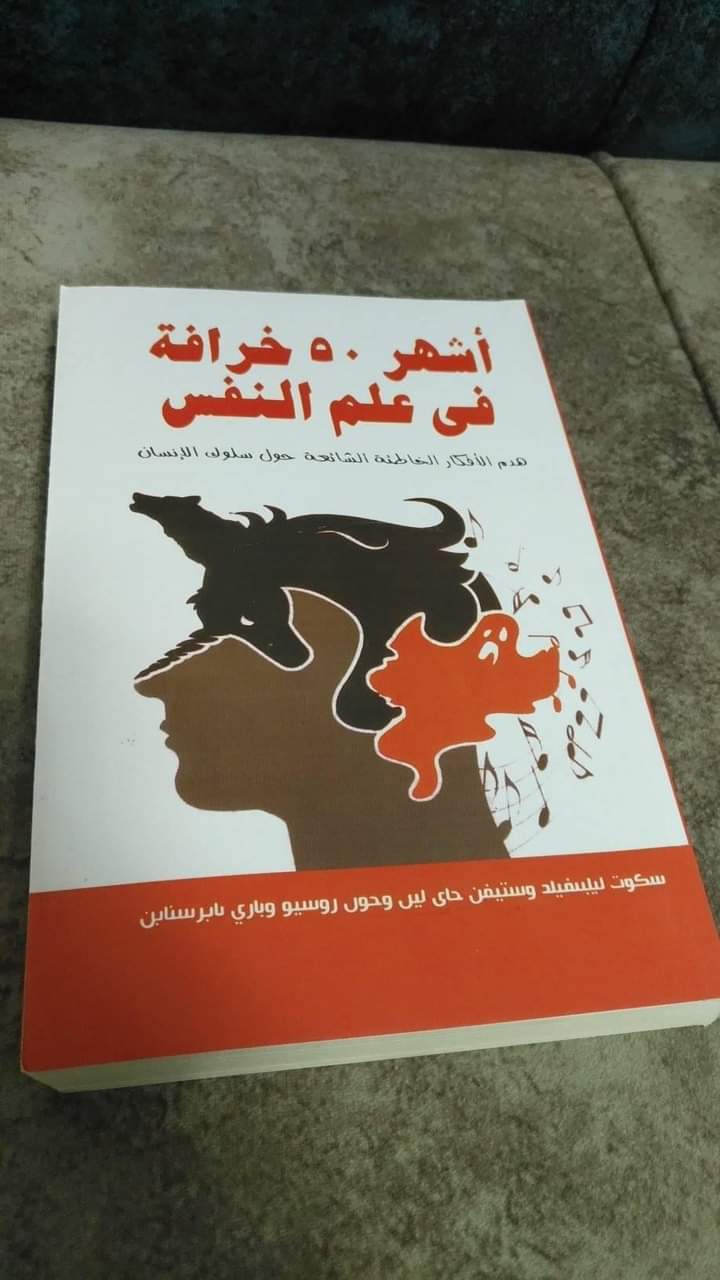 أشهر ٥٠ خرافة
فى علم النفس
هدم الأفكار الخاطئة الشائعة حول سلوك الإنسان
سكوت ليلينفيلد وستيفن جاى لين وجون روسيو وباري بايرستاين